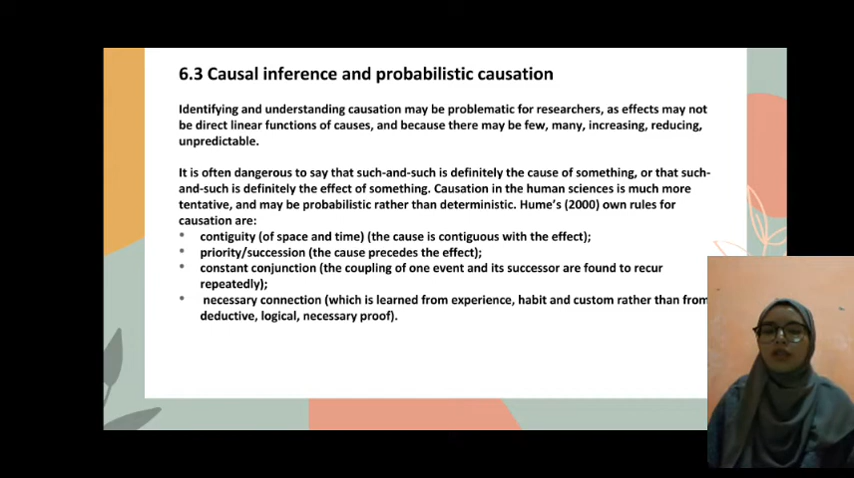 6.3 Causal inference and probabilistic causation
Identifying and understanding causation may be problematic for researchers, as effects may not
be direct linear functions of causes, and because there may be few, many, increasing, reducing,
unpredictable.
It is often dangerous to say that such-and-such is definitely the cause of something, or that such-
and-such is definitely the effect of something. Causation in the human sciences is much more
tentative, and may be probabilistic rather than deterministic. Hume's (2000) own rules for
causation are:
• contiguity (of space and time) (the cause is contiguous with the effect);
• priority/succession (the cause precedes the effect);
• constant conjunction (the coupling of one event and its successor are found to recur
repeatedly);
• necessary connection (which is learned from experience, habit and custom rather than from
deductive, logical, necessary proof).